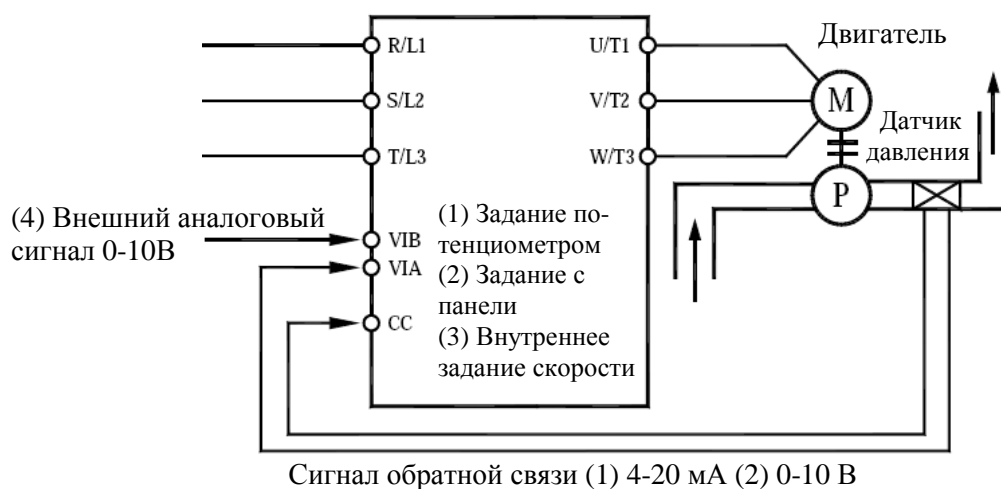 R/L1
S/L2
T/L3
U/T1
V/T2
W/T3
Двигатель
M
Датчик
давления
P
(4) Внешний аналоговый
сигнал 0-10В
VIB
VIA
CC
(1) Задание по-
тенциометром
(2) Задание с
панели
(3) Внутреннее
задание скорости
Сигнал обратной связи (1) 4-20 мА (2) 0-10 В